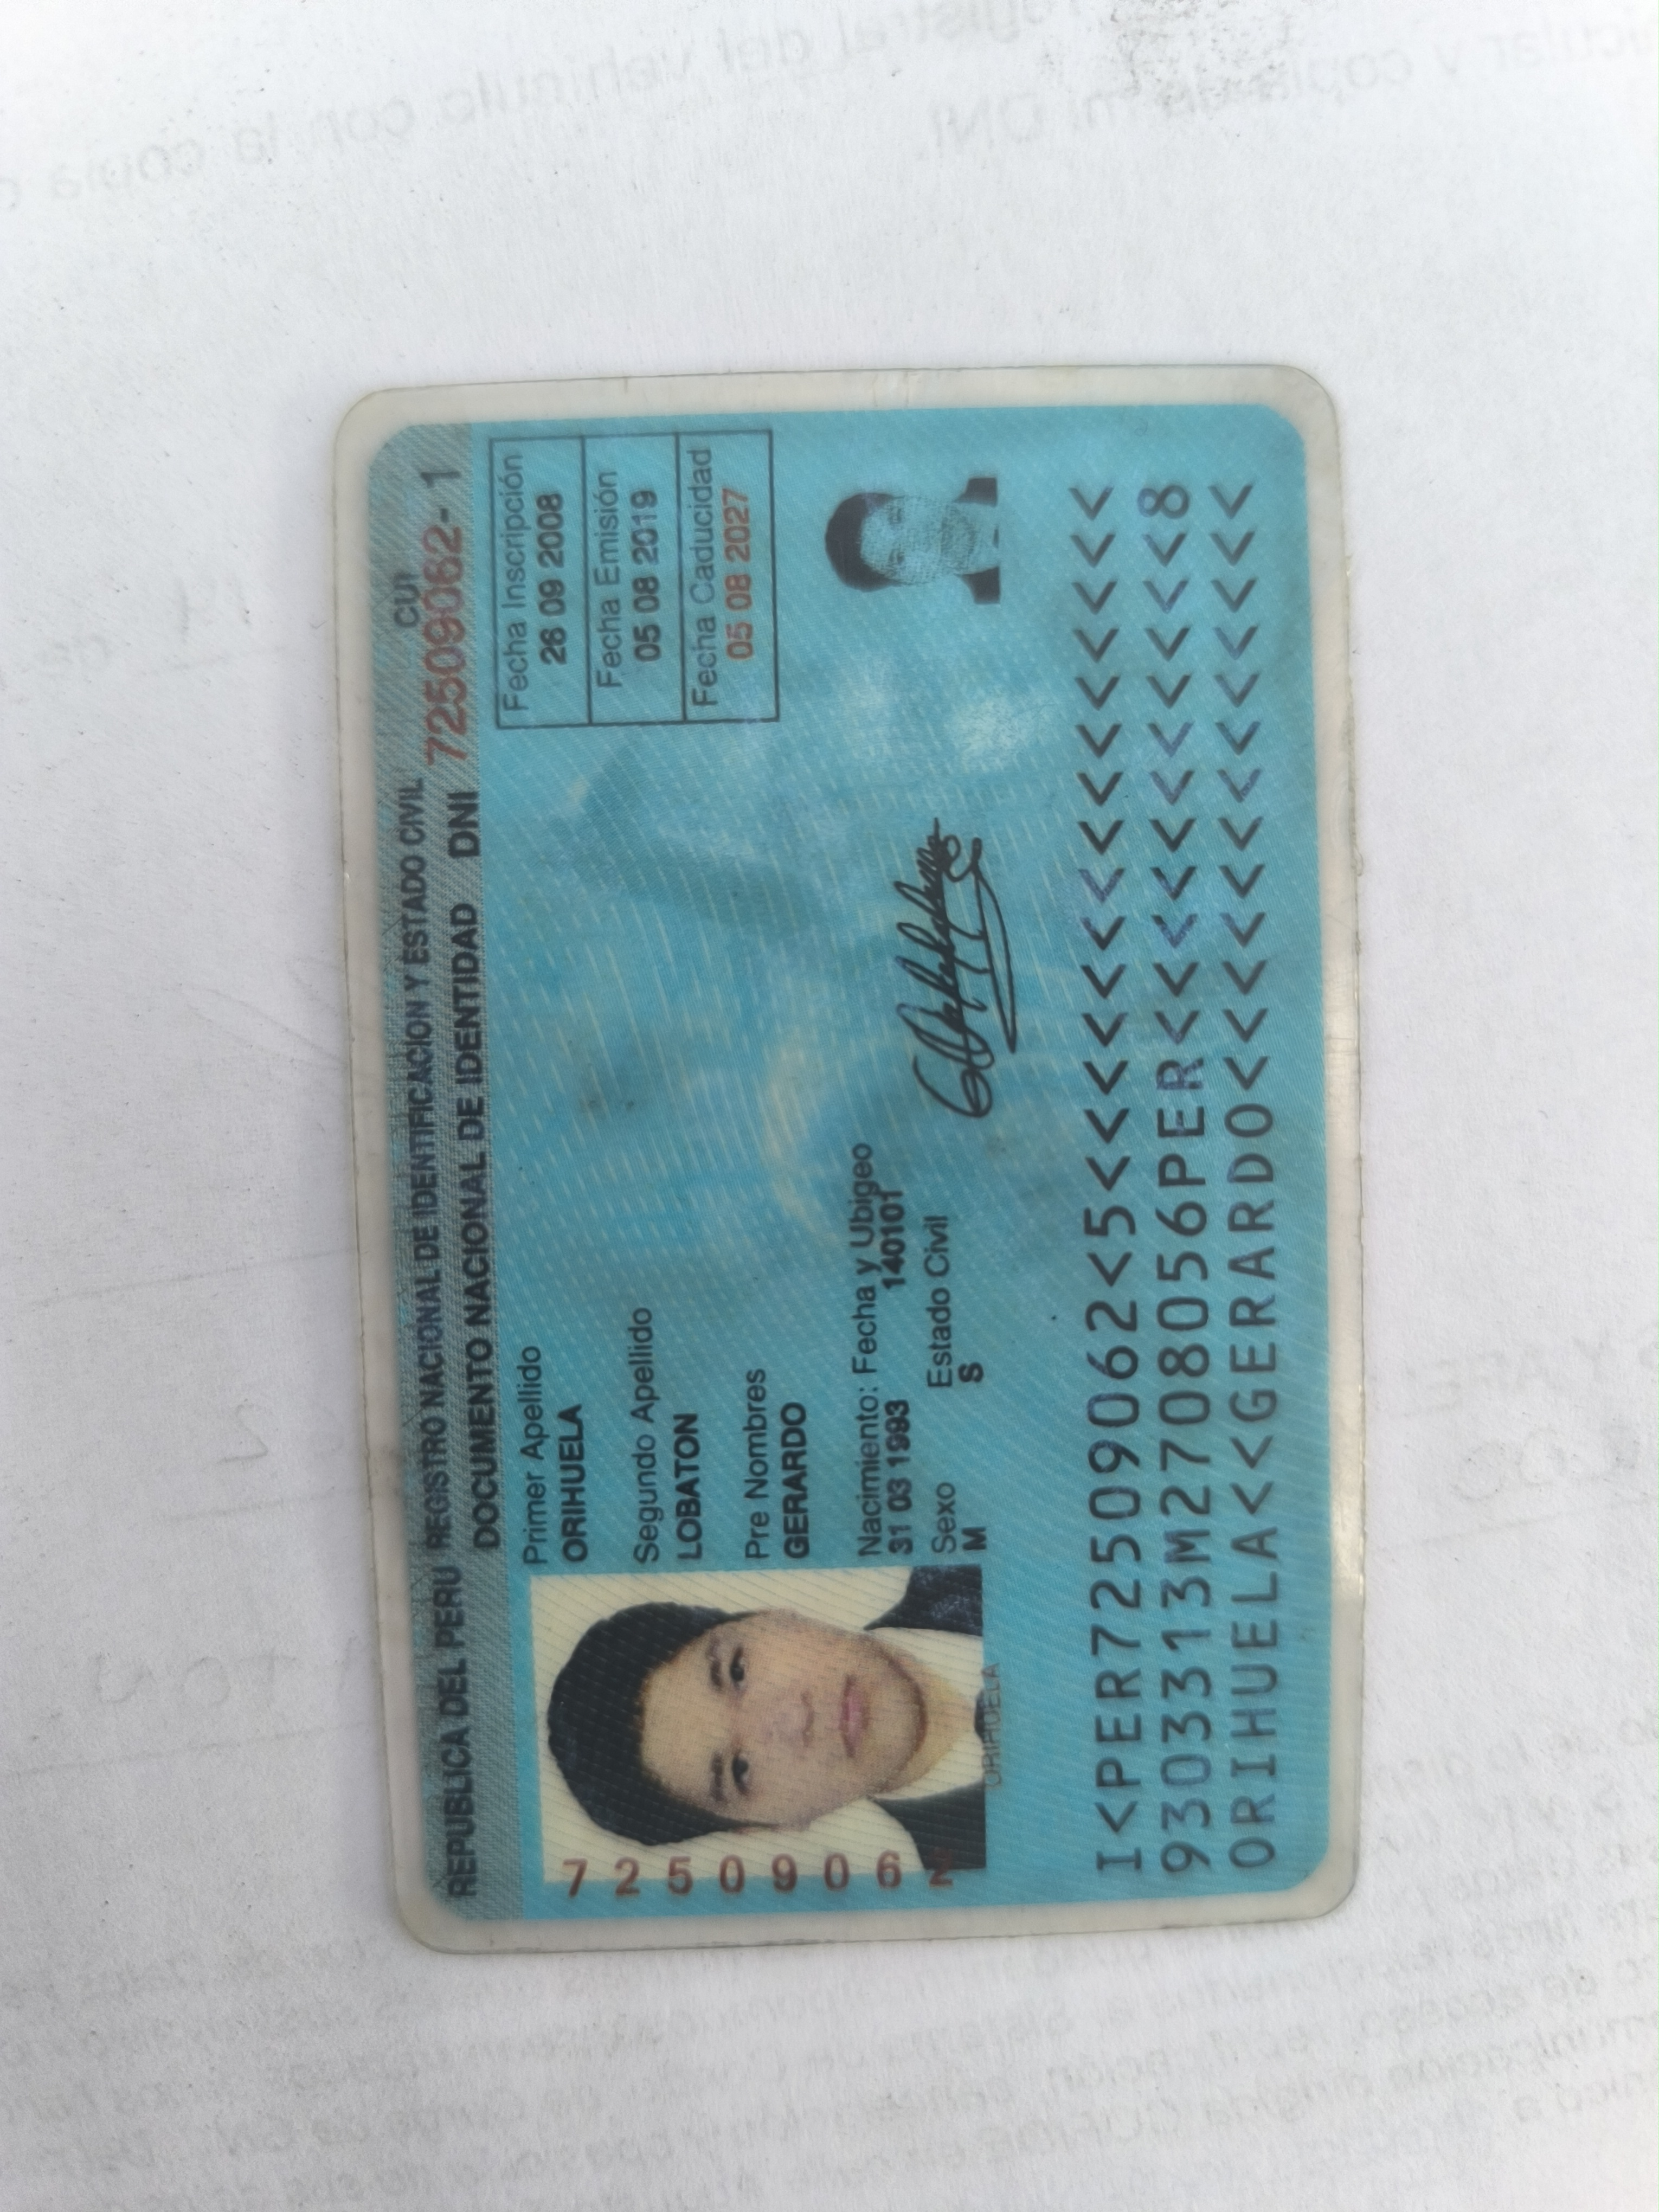 REPUBLICA DEL PERU REGISTRO NACIONAL DE IDENTIFICACION Y ESTADO CIVIL
CUI
DOCUMENTO NACIONAL DE IDENTIDAD DNI 72509062-1
Primer Apellido
ORIHUELA
Segundo Apellido
LOBATON
Pre Nombres
GERARDO
Nacimiento: Fecha y Ubigeo
31 03 1993 140101
Sexo Estado Civil
M S
Fecha Inscripción
26 09 2008
Fecha Emisión
05 08 2019
Fecha Caducidad
05 08 2027
72509062
ORIHUELA
I<PER72509062<5<<<<<<<<<<<<<<<
9303313M2708056PER<<<<<<<<<<<8
ORIHUELA<<GERARDO<<<<<<<<<<<<<